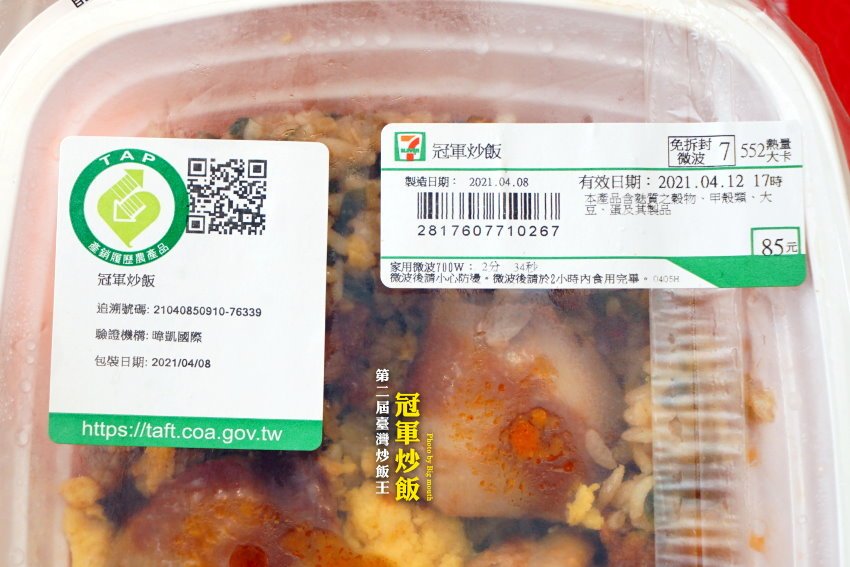 TAP
產銷履歷農產品
冠軍炒飯
追溯號碼: 21040850910-76339
驗證機構: 暐凱國際
包裝日期: 2021/04/08
https://taft.coa.gov.tw
7
ELEVEN
冠軍炒飯
免拆封
微波 7
552 熱量
大卡
製造日期: 2021.04.08
有效日期: 2021.04.12 17時
本產品含麩質之穀物、甲殼類、大
豆、蛋及其製品
2817607710267
85元
家用微波700W: 2分 34秒
微波後請小心防燙。微波後請於2小時內食用完畢。 0405H
第二屆臺灣炒飯王
冠軍炒飯
Photo by Big mouth